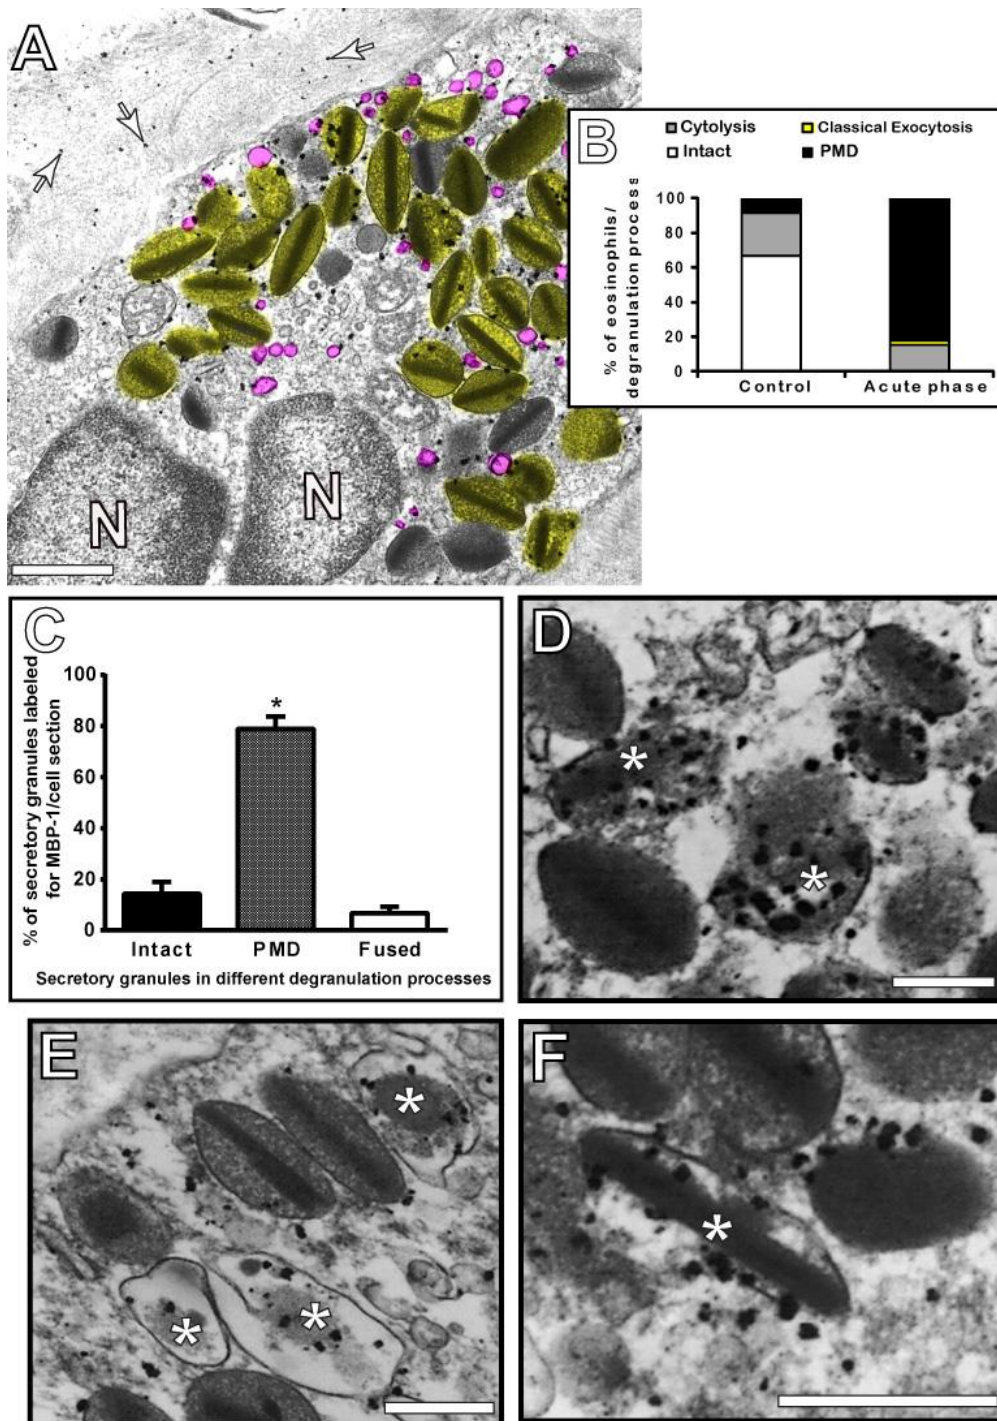 A
N
N
B
Cytolysis
Classical Exocytosis
Intact
PMD
% of eosinophils/
degranulation process
100
80
60
40
20
0
Control
Acute phase
C
% of secretory granules labeled
for MBP-1/cell section
100
80
60
40
20
0
*
Intact
PMD
Fused
Secretory granules in different degranulation processes
D
*
*
E
*
*
*
F
*